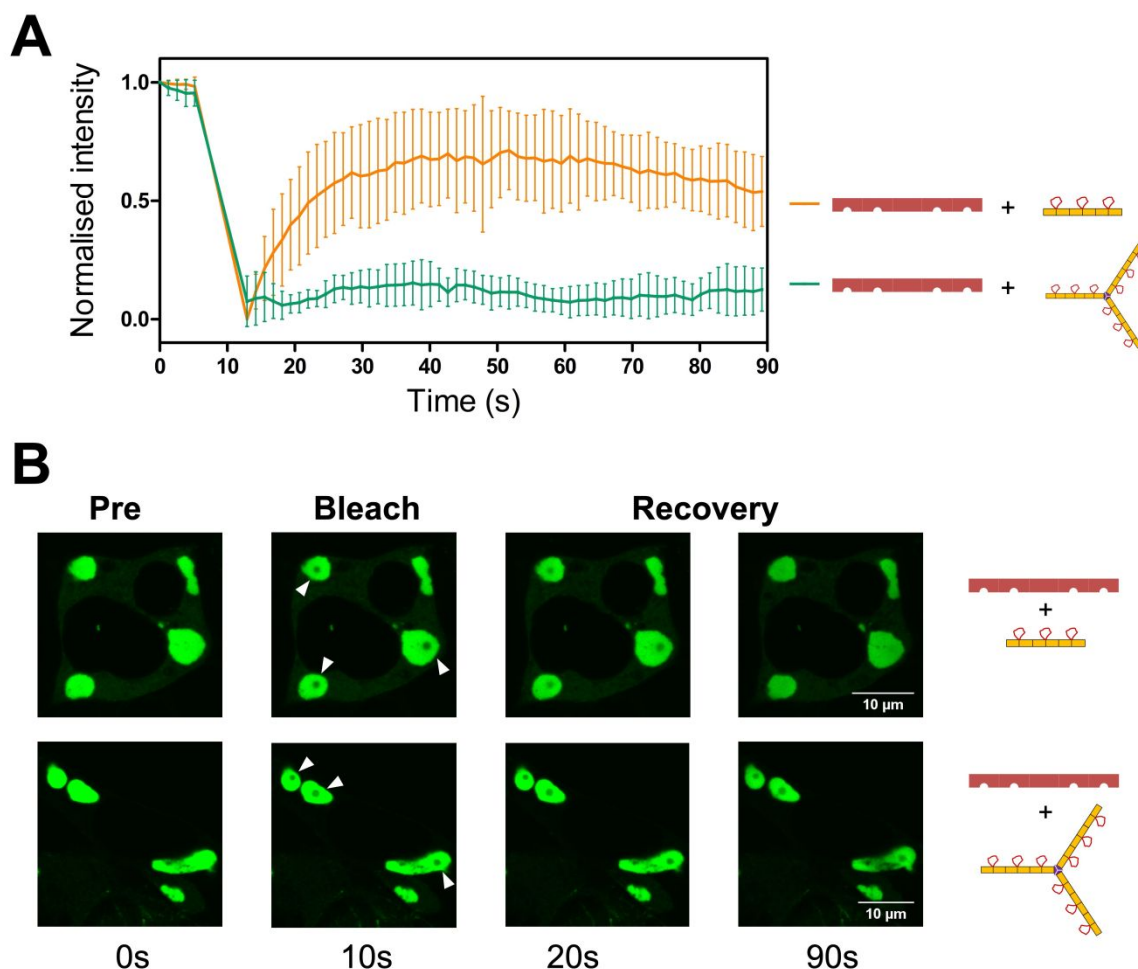 A
Normalised intensity
1.0
0.5
0.0
0 10 20 30 40 50 60 70 80 90
Time (s)
+
+
B
Pre Bleach Recovery
10 µm
+
10 µm
+
0s 10s 20s 90s